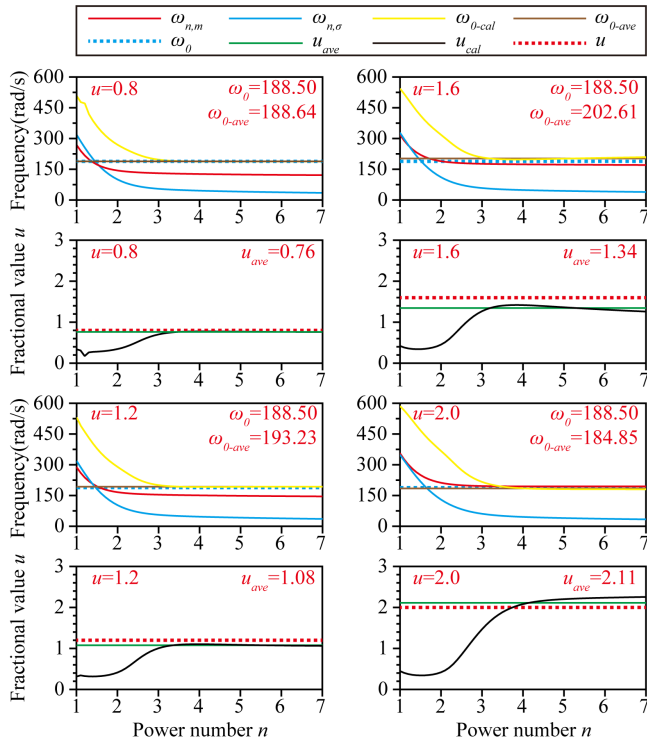 ω_{n,m} ω_{n,σ} ω_{0-cal} ω_{0-ave}
ω_0 u_{ave} u_{cal} u
Frequency(rad/s)
600
450
300
150
0
u=0.8
ω_0=188.50
ω_{0-ave}=188.64
1 2 3 4 5 6 7
600
450
300
150
0
u=1.6
ω_0=188.50
ω_{0-ave}=202.61
1 2 3 4 5 6 7
Fractional value u
3
2
1
0
u=0.8 u_{ave}=0.76
1 2 3 4 5 6 7
3
2
1
0
u=1.6 u_{ave}=1.34
1 2 3 4 5 6 7
Frequency(rad/s)
600
450
300
150
0
u=1.2
ω_0=188.50
ω_{0-ave}=193.23
1 2 3 4 5 6 7
600
450
300
150
0
u=2.0
ω_0=188.50
ω_{0-ave}=184.85
1 2 3 4 5 6 7
Fractional value u
3
2
1
0
u=1.2 u_{ave}=1.08
1 2 3 4 5 6 7
Power number n
3
2
1
0
u=2.0 u_{ave}=2.11
1 2 3 4 5 6 7
Power number n